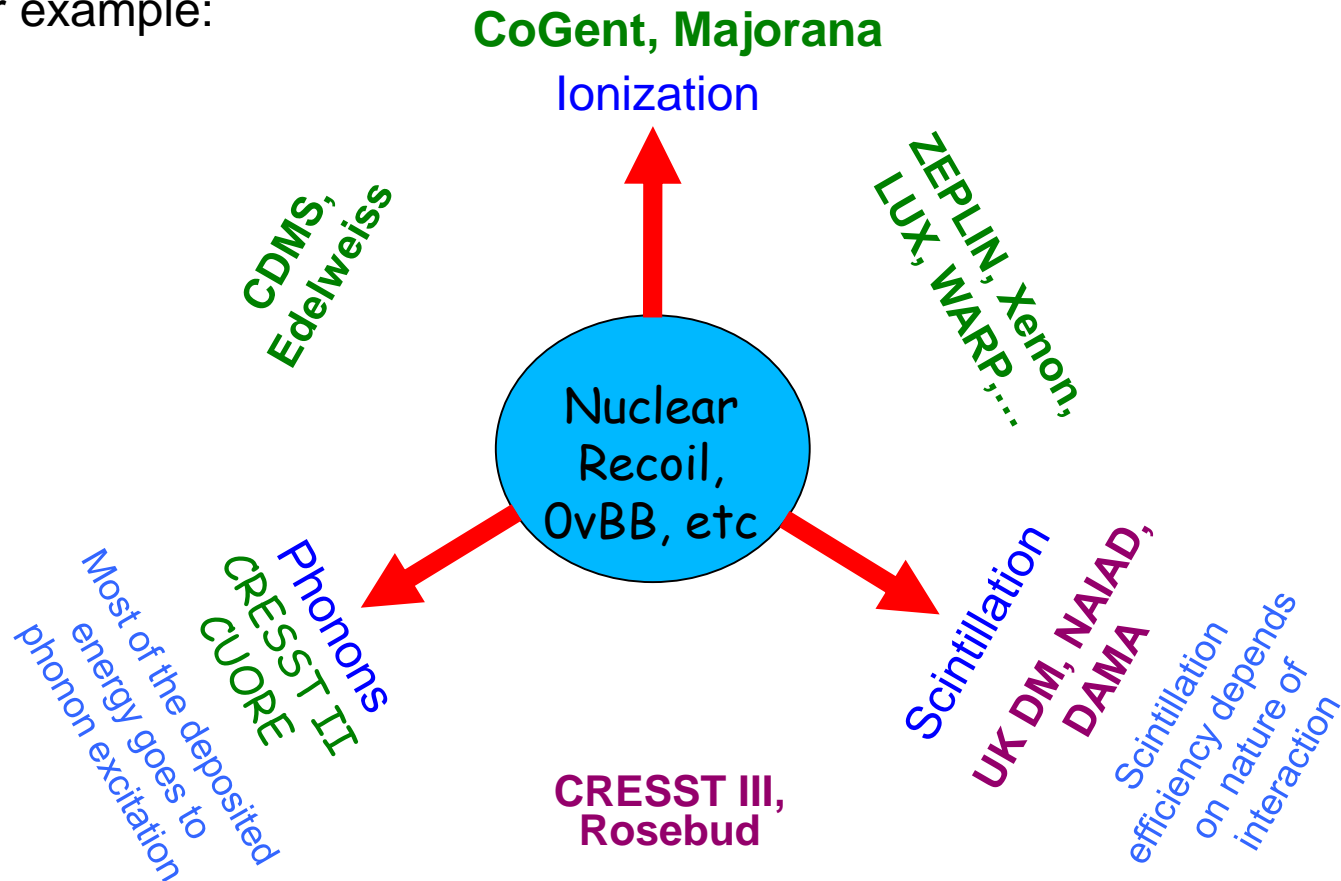 r example:
CoGent, Majorana
Ionization
CDMS,
Edelweiss
ZEPLIN, Xenon,
LUX, WARP,...
Nuclear
Recoil,
0vBB, etc
Phonons
CRESST II
CUORE
Most of the deposited
energy goes to
phonon excitation
Scintillation
UK DM, NAIAD,
DAMA
Scintillation
efficiency depends
on nature of
interaction
CRESST III,
Rosebud